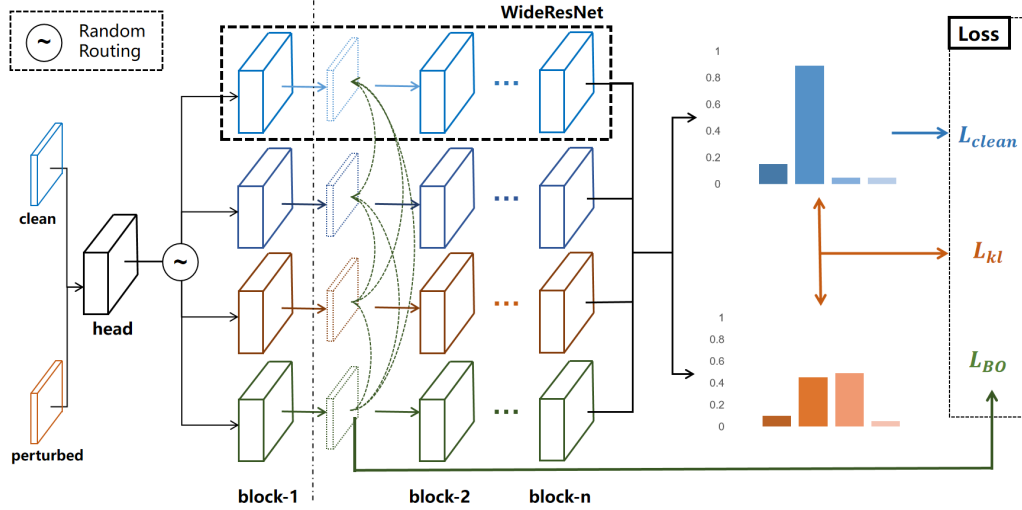 WideResNet
~
Random
Routing
Loss
1
0.8
0.6
0.4
0.2
0
L_clean
clean
~
L_kl
head
1
0.8
0.6
0.4
0.2
0
L_BO
perturbed
block-1
block-2
block-n